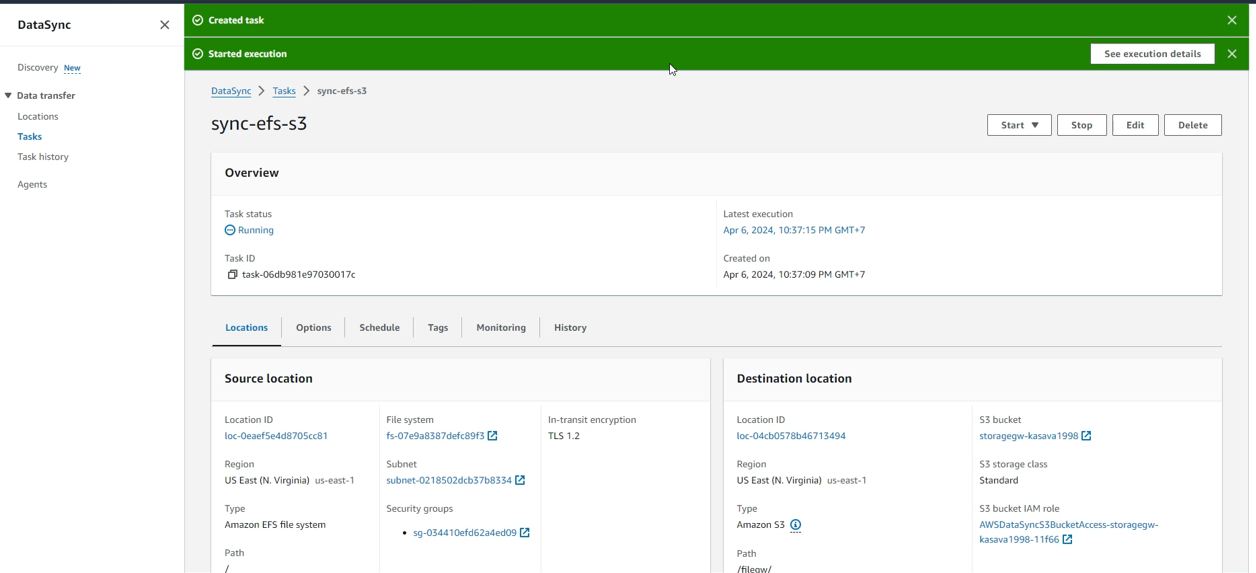 DataSync
Created task
Started execution
See execution details
Discovery New
Data transfer
Locations
Tasks
Task history
Agents
DataSync
Tasks
sync-efs-s3
sync-efs-s3
Start
Stop
Edit
Delete
Overview
Task status
Running
Task ID
task-06db981e97030017c
Latest execution
Apr 6, 2024, 10:37:15 PM GMT+7
Created on
Apr 6, 2024, 10:37:09 PM GMT+7
Locations
Options
Schedule
Tags
Monitoring
History
Source location
Location ID
loc-0eaef5e4d8705cc81
Region
US East (N. Virginia) us-east-1
Type
Amazon EFS file system
Path
/
File system
fs-07e9a8387defc89f3
Subnet
subnet-0218502dcb37b8334
Security groups
• sg-034410efd62a4ed09
In-transit encryption
TLS 1.2
Destination location
Location ID
loc-04cb0578b46713494
Region
US East (N. Virginia) us-east-1
Type
Amazon S3
Path
/filegw/
S3 bucket
storagegw-kasava1998
S3 storage class
Standard
S3 bucket IAM role
AWSDataSyncS3BucketAccess-storagegw-
kasava1998-11f66